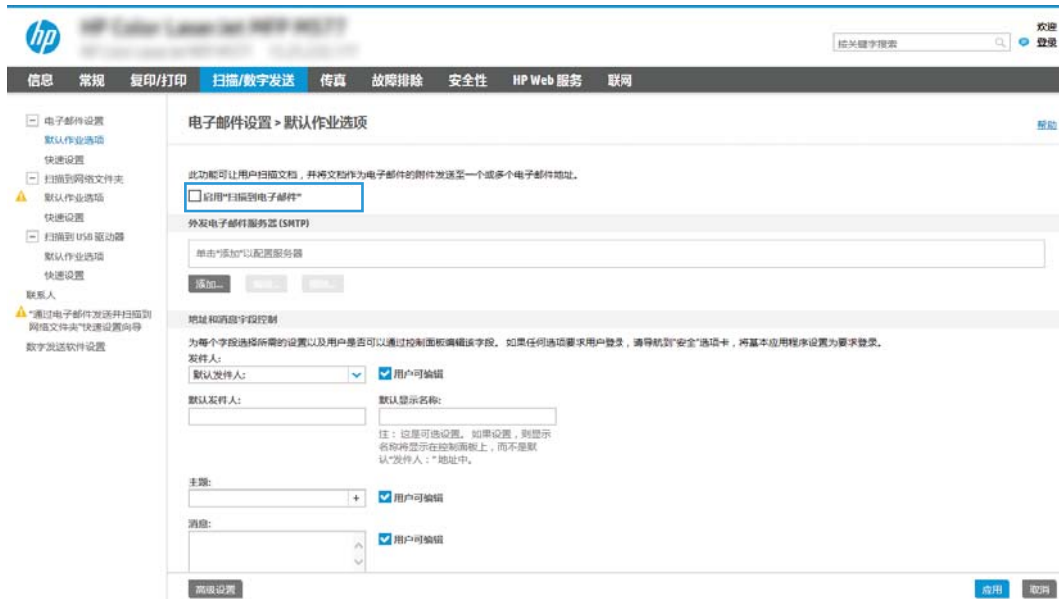 hp
欢迎
按关键字搜索
登录
信息 常规 复印/打印 扫描/数字发送 传真 故障排除 安全性 HP Web 服务 联网
电子邮件设置
默认作业选项
快速设置
扫描到网络文件夹
默认作业选项
快速设置
扫描到 USB 驱动器
默认作业选项
快速设置
联系人
“通过电子邮件发送并扫描到
网络文件夹”快速设置向导
数字发送软件设置
电子邮件设置 > 默认作业选项
帮助
此功能可让用户扫描文档，并将文档作为电子邮件的附件发送至一个或多个电子邮件地址。
启用“扫描到电子邮件”
外发电子邮件服务器 (SMTP)
单击“添加”以配置服务器
添加...
地址和消息字段控制
为每个字段选择所需的设置以及用户是否可以通过控制面板编辑该字段。 如果任何选项要求用户登录，请导航到“安全”选项卡，将基本应用程序设置为要求登录。
发件人:
默认发件人: 用户可编辑
默认发件人: 默认显示名称:
注： 这是可选设置。 如果设置，则显示
名称将显示在控制面板上，而不是默
认“发件人：” 地址中。
主题:
+ 用户可编辑
消息:
用户可编辑
高级设置 应用 取消